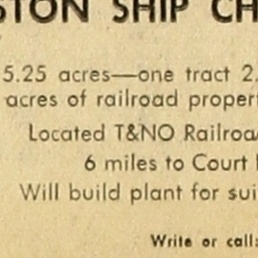 STON SHIP CH
5.25 acres—one tract 2.
acres of railroad proper
Located T&NO Railroa
6 miles to Court
Will build plant for sui
Write or call: